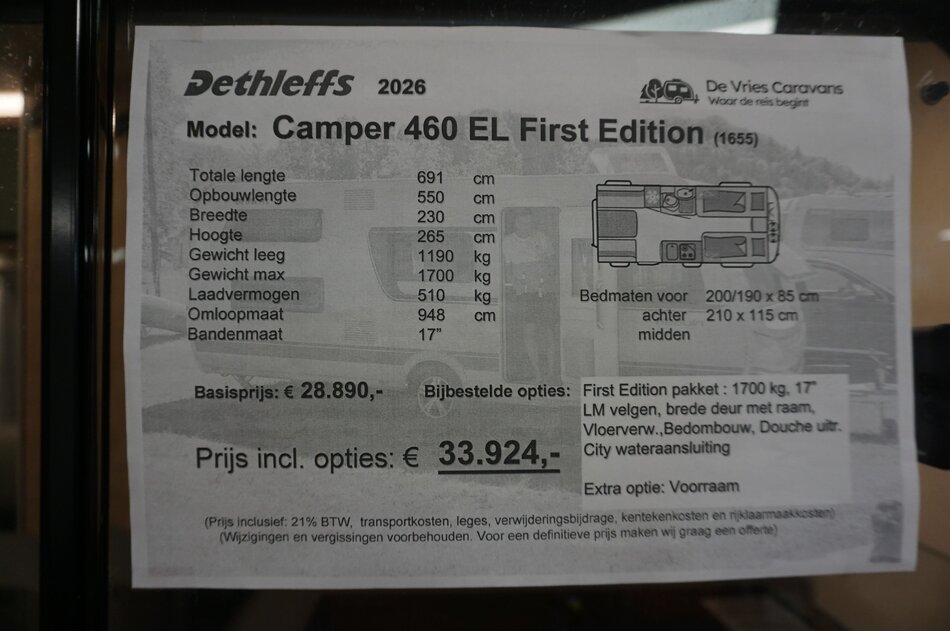 Dethleffs 2026
De Vries Caravans
Waar de reis begint
Model: Camper 460 EL First Edition (1655)
Totale lengte 691 cm
Opbouwlengte 550 cm
Breedte 230 cm
Hoogte 265 cm
Gewicht leeg 1190 kg
Gewicht max 1700 kg
Laadvermogen 510 kg
Omloopmaat 948 cm
Bandenmaat 17”
Bedmaten voor 200/190 x 85 cm
achter 210 x 115 cm
midden
Basisprijs: € 28.890,-
Prijs incl. opties: € 33.924,-
Bijbestelde opties: First Edition pakket : 1700 kg, 17”
LM velgen, brede deur met raam,
Vloerverw.,Bedombouw, Douche uitr.
City wateraansluiting
Extra optie: Voorraam
(Prijs inclusief: 21% BTW, transportkosten, leges, verwijderingsbijdrage, kentekenkosten en rijklaarmaakkosten)
(Wijzigingen en vergissingen voorbehouden. Voor een definitieve prijs maken wij graag een offerte)